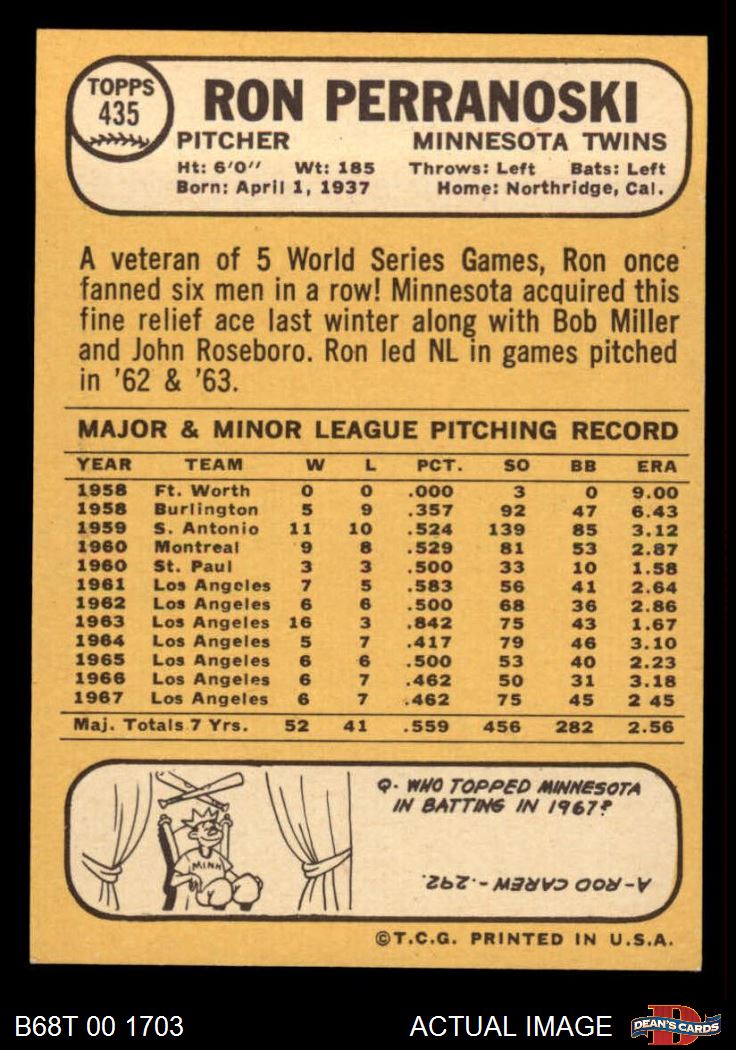 TOPPS
435
RON PERRANOSKI
PITCHER MINNESOTA TWINS
Ht: 6'0" Wt: 185 Throws: Left Bats: Left
Born: April 1, 1937 Home: Northridge, Cal.
A veteran of 5 World Series Games, Ron once
fanned six men in a row! Minnesota acquired this
fine relief ace last winter along with Bob Miller
and John Roseboro. Ron led NL in games pitched
in '62 & '63.
MAJOR & MINOR LEAGUE PITCHING RECORD
YEAR TEAM W L PCT. SO BB ERA
1958 Ft. Worth 0 0 .000 3 0 9.00
1958 Burlington 5 9 .357 92 47 6.43
1959 S. Antonio 11 10 .524 139 85 3.12
1960 Montreal 9 8 .529 81 53 2.87
1960 St. Paul 3 3 .500 33 10 1.58
1961 Los Angeles 7 5 .583 56 41 2.64
1962 Los Angeles 6 6 .500 68 36 2.86
1963 Los Angeles 16 3 .842 75 43 1.67
1964 Los Angeles 5 7 .417 79 46 3.10
1965 Los Angeles 6 6 .500 53 40 2.23
1966 Los Angeles 6 7 .462 50 31 3.18
1967 Los Angeles 6 7 .462 75 45 2 45
Maj. Totals 7 Yrs. 52 41 .559 456 282 2.56
MINN
Q- WHO TOPPED MINNESOTA
IN BATTING IN 1967?
A-ROD CAREW-.292.
©T.C.G. PRINTED IN U.S.A.
B68T 00 1703 ACTUAL IMAGE
D
DEAN'S CARDS